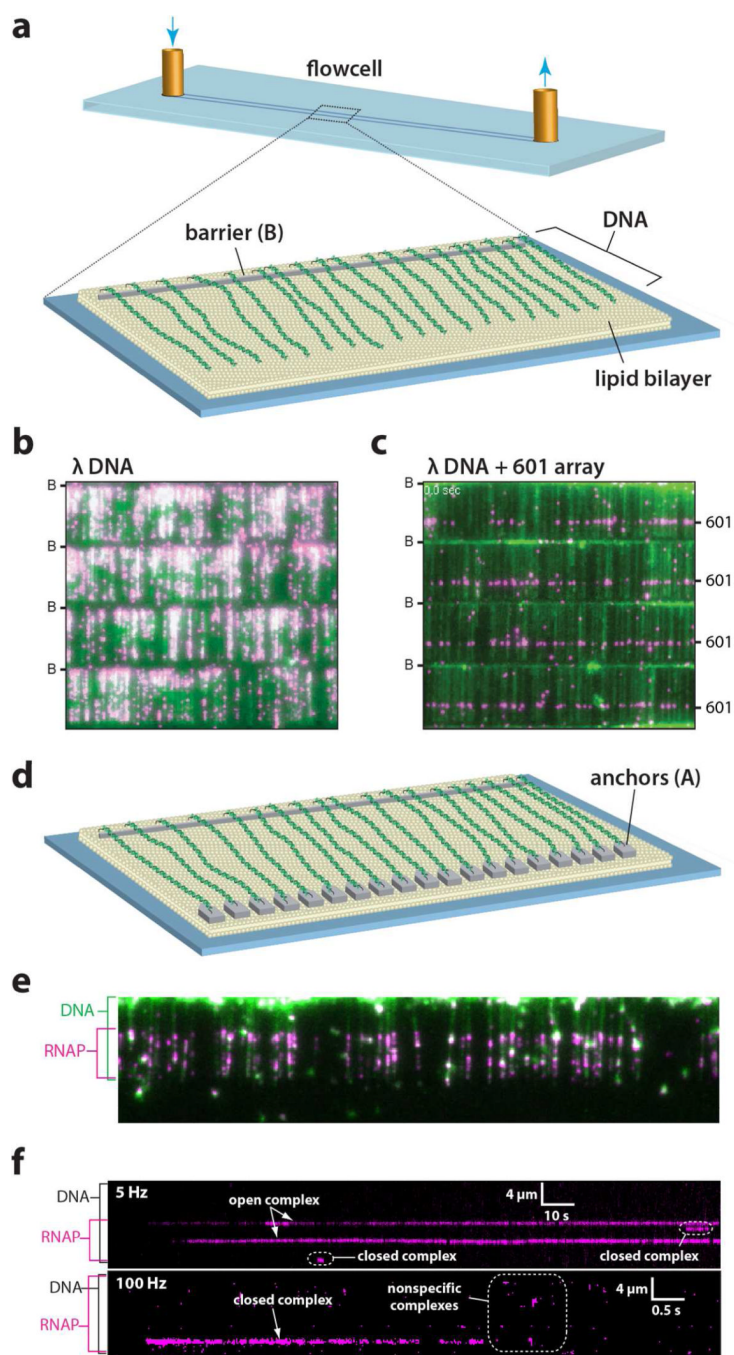 a
flowcell
barrier (B)
DNA
lipid bilayer
b
λ DNA
B
B
B
B
c
λ DNA + 601 array
0.0 sec
B
B
B
B
601
601
601
601
d
anchors (A)
e
DNA
RNAP
f
DNA
RNAP
5 Hz
open complex
4 μm
10 s
closed complex
closed complex
DNA
RNAP
100 Hz
closed complex
nonspecific
complexes
4 μm
0.5 s